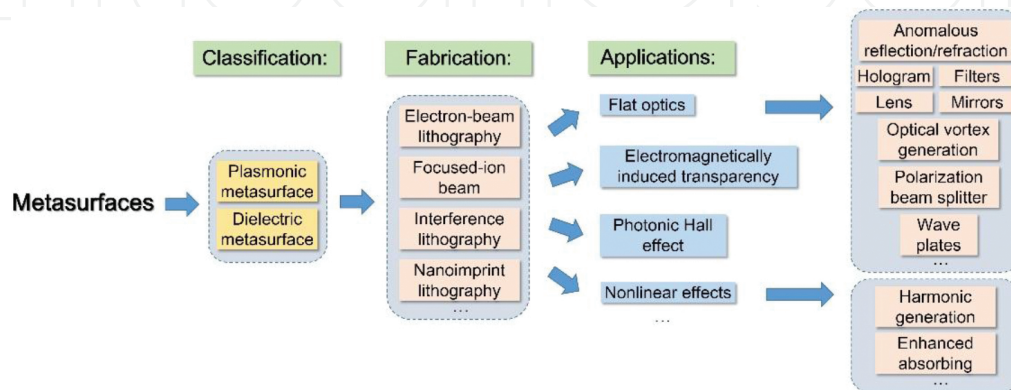 Classification:
Fabrication:
Applications:
Metasurfaces
Plasmonic
metasurface
Dielectric
metasurface
Electron-beam
lithography
Focused-ion
beam
Interference
lithography
Nanoimprint
lithography
...
Flat optics
Electromagnetically
induced transparency
Photonic Hall
effect
Nonlinear effects
...
Anomalous
reflection/refraction
Hologram
Filters
Lens
Mirrors
Optical vortex
generation
Polarization
beam splitter
Wave
plates
...
Harmonic
generation
Enhanced
absorbing
...